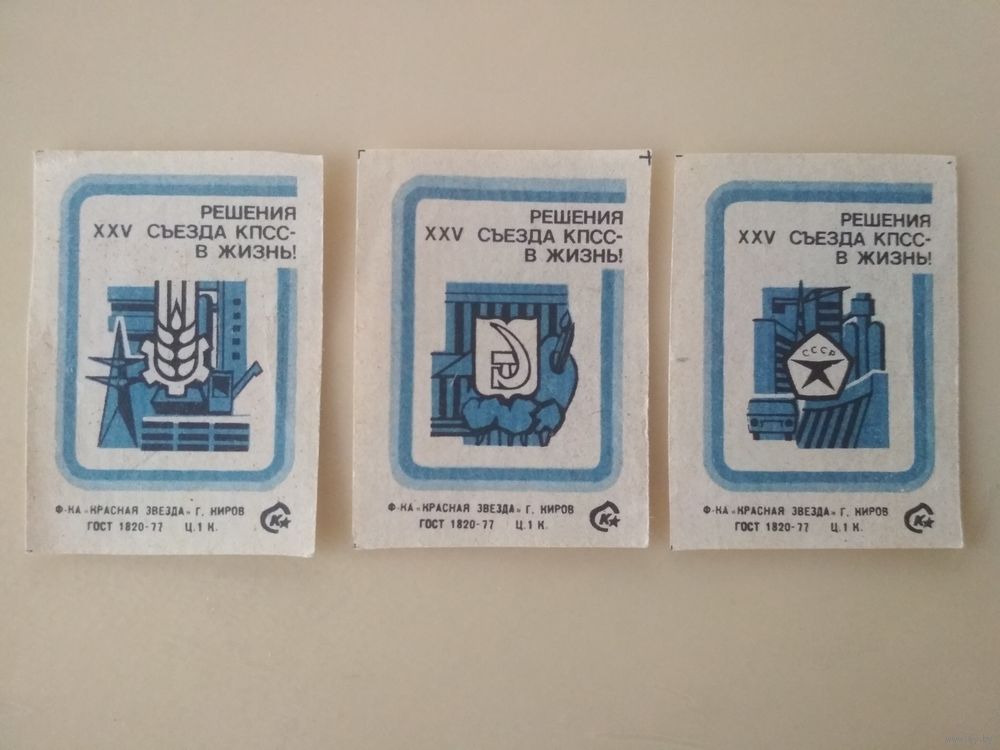 РЕШЕНИЯ
XXV СЪЕЗДА КПСС-
В ЖИЗНЬ!
Ф-КА «КРАСНАЯ ЗВЕЗДА» Г. КИРОВ
ГОСТ 1820-77 Ц.1 К.
К
РЕШЕНИЯ
XXV СЪЕЗДА КПСС-
В ЖИЗНЬ!
Ф-КА «КРАСНАЯ ЗВЕЗДА» Г. КИРОВ
ГОСТ 1820-77 Ц.1 К.
К
РЕШЕНИЯ
XXV СЪЕЗДА КПСС-
В ЖИЗНЬ!
СССР
Ф-КА «КРАСНАЯ ЗВЕЗДА» Г. КИРОВ
ГОСТ 1820-77 Ц.1 К.
К